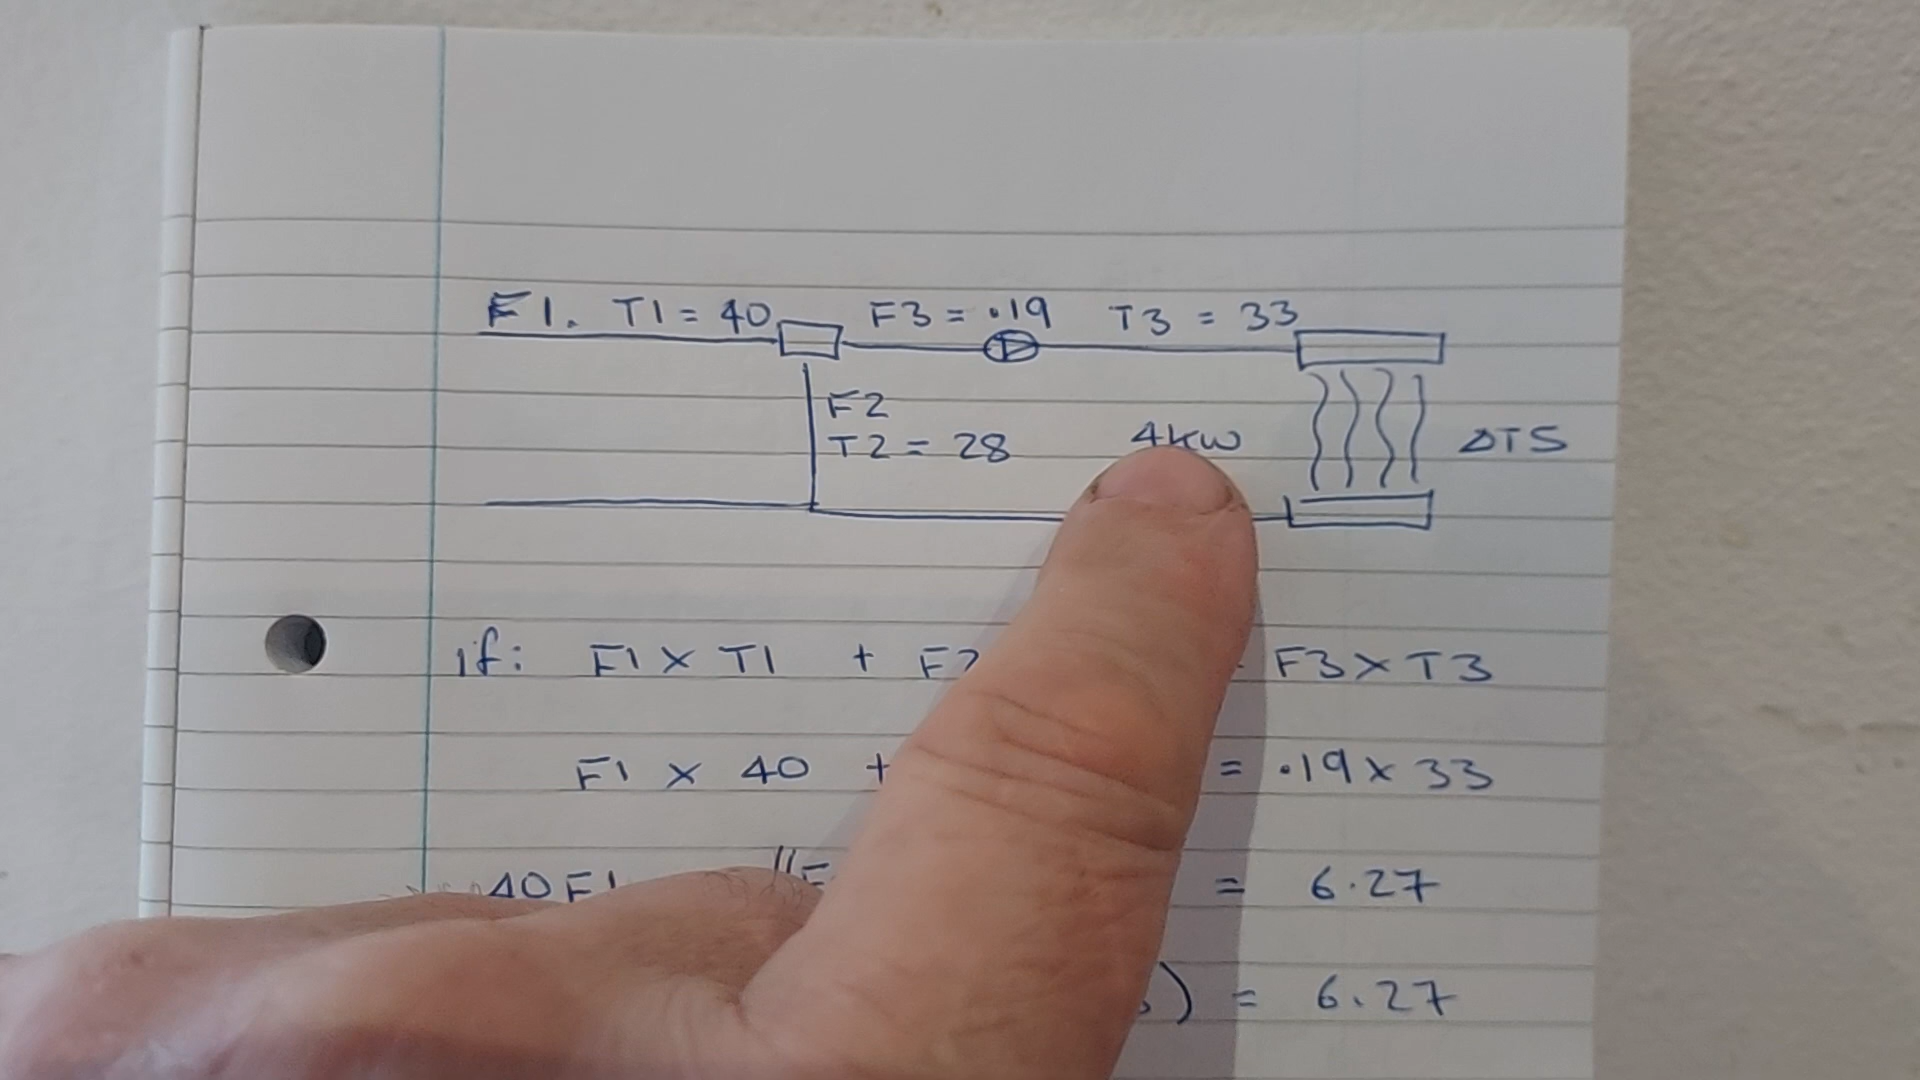 F1. T1 = 40 F3 = .19 T3 = 33
F2
T2 = 28 4KW ΔT5
if: F1 X T1 + F2 F3 X T3
F1 X 40 + = .19 X 33
40 F1 = 6.27
) = 6.27